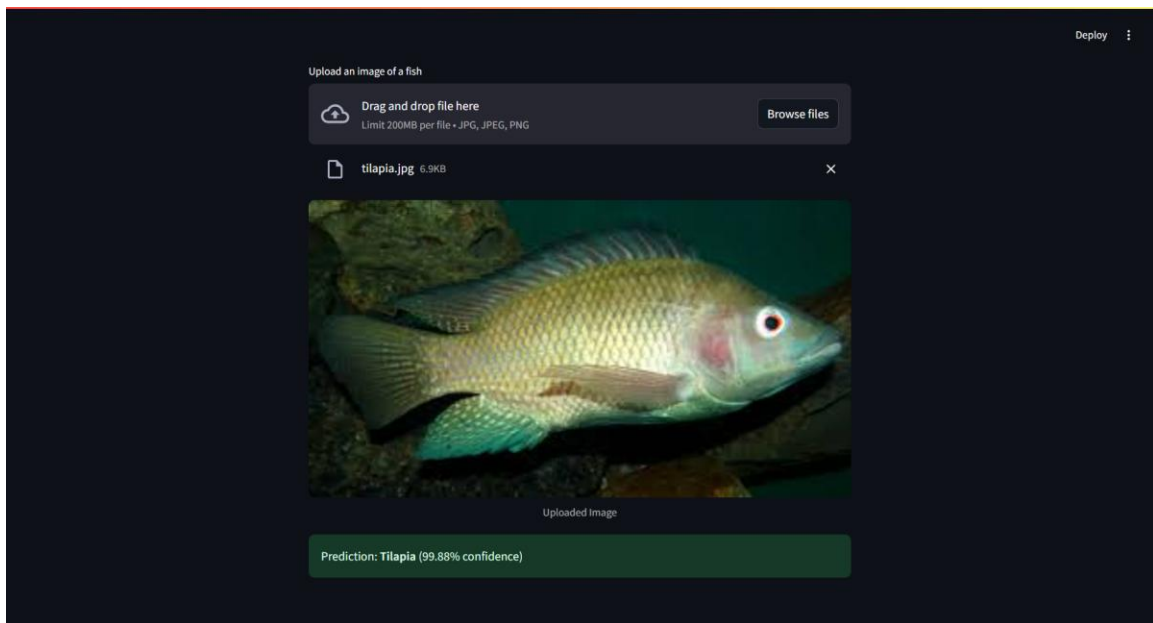 Deploy
Upload an image of a fish
Drag and drop file here
Limit 200MB per file • JPG, JPEG, PNG
Browse files
tilapia.jpg 6.9KB
Uploaded Image
Prediction: Tilapia (99.88% confidence)